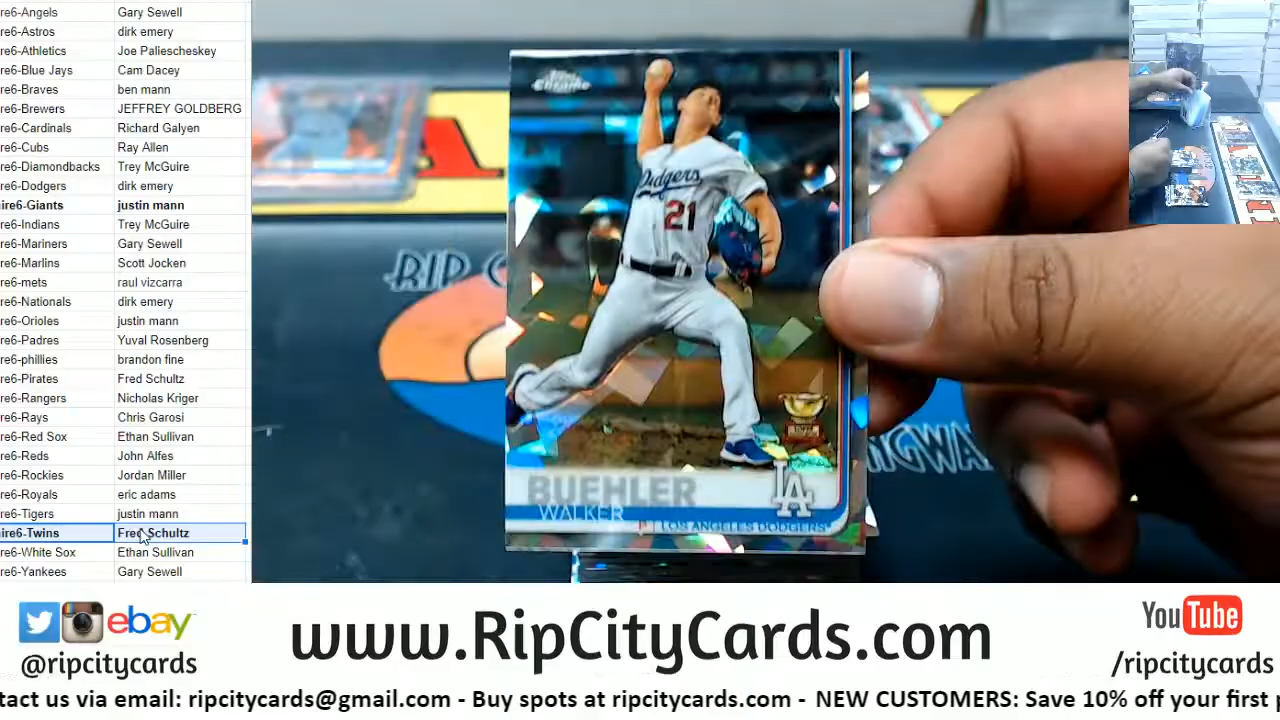 re6-Angels Gary Sewell
re6-Astros dirk emery
re6-Athletics Joe Paliescheskey
re6-Blue Jays Cam Dacey
re6-Braves ben mann
re6-Brewers JEFFREY GOLDBERG
re6-Cardinals Richard Galyen
re6-Cubs Ray Allen
re6-Diamondbacks Trey McGuire
re6-Dodgers dirk emery
ire6-Giants justin mann
re6-Indians Trey McGuire
re6-Mariners Gary Sewell
re6-Marlins Scott Jocken
re6-mets raul vizcarra
re6-Nationals dirk emery
re6-Orioles justin mann
re6-Padres Yuval Rosenberg
re6-phillies brandon fine
re6-Pirates Fred Schultz
re6-Rangers Nicholas Kriger
re6-Rays Chris Garosi
re6-Red Sox Ethan Sullivan
re6-Reds John Alfes
re6-Rockies Jordan Miller
re6-Royals eric adams
re6-Tigers justin mann
ire6-Twins Fred Schultz
re6-White Sox Ethan Sullivan
re6-Yankees Gary Sewell
Topps
Chrome
Dodgers
21
RIP C
INGWA
BUEHLER
WALKER
P | LOS ANGELES DODGERS
LA
ebay
@ripcitycards
www.RipCityCards.com
YouTube
/ripcitycards
tact us via email: ripcitycards@gmail.com - Buy spots at ripcitycards.com - NEW CUSTOMERS: Save 10% off your first p